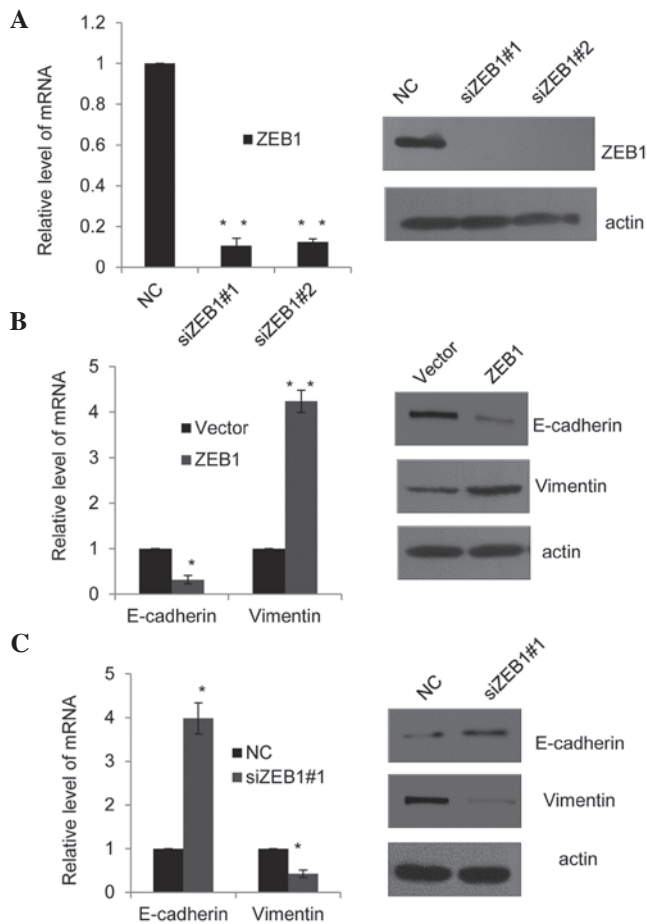 A
Relative level of mRNA
1.2
1
0.8
0.6
0.4
0.2
0
ZEB1
* *
* *
NC
siZEB1#1
siZEB1#2
NC
siZEB1#1
siZEB1#2
ZEB1
actin
B
Relative level of mRNA
5
4
3
2
1
0
Vector
ZEB1
*
* *
E-cadherin
Vimentin
Vector
ZEB1
E-cadherin
Vimentin
actin
C
Relative level of mRNA
5
4
3
2
1
0
NC
siZEB1#1
*
*
E-cadherin
Vimentin
NC
siZEB1#1
E-cadherin
Vimentin
actin